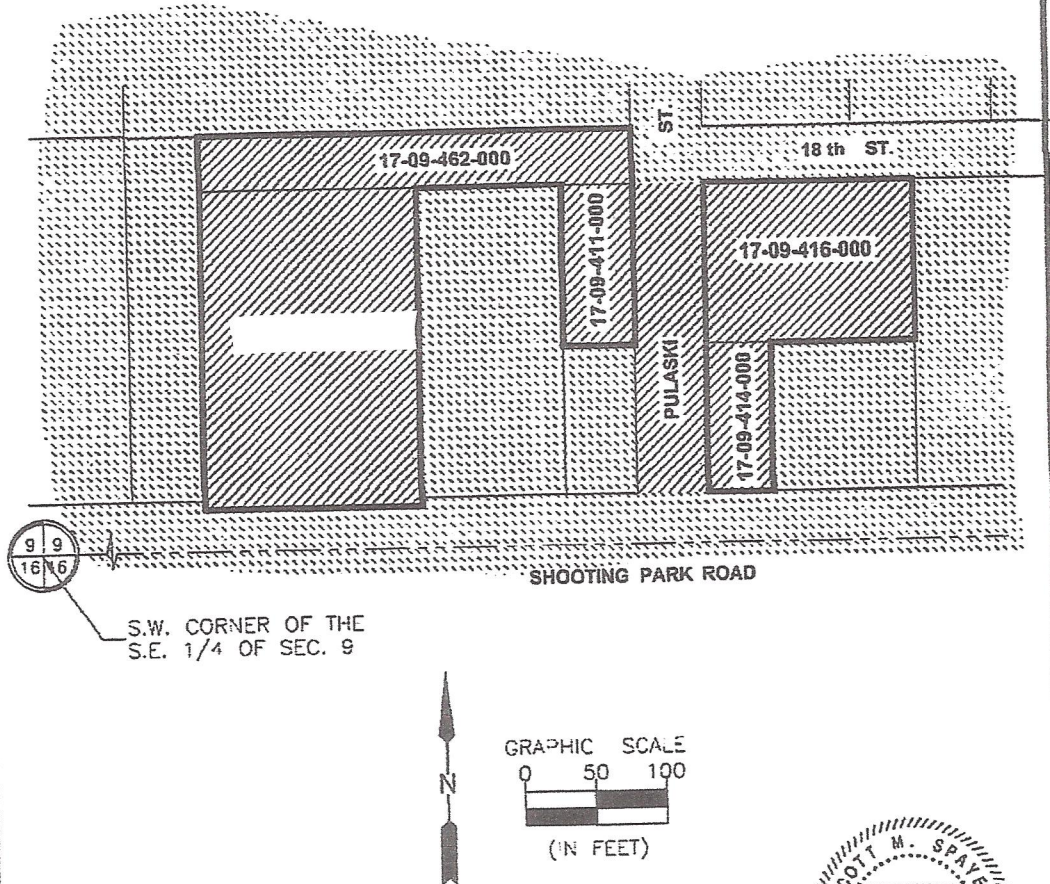 ST.
18 th ST.
17-09-462-000
17-09-411-000
17-09-416-000
PULASKI
17-09-414-000
9 9
16 16
SHOOTING PARK ROAD
S.W. CORNER OF THE
S.E. 1/4 OF SEC. 9
N
GRAPHIC SCALE
0 50 100
(IN FEET)
SCOTT M. SPAYE